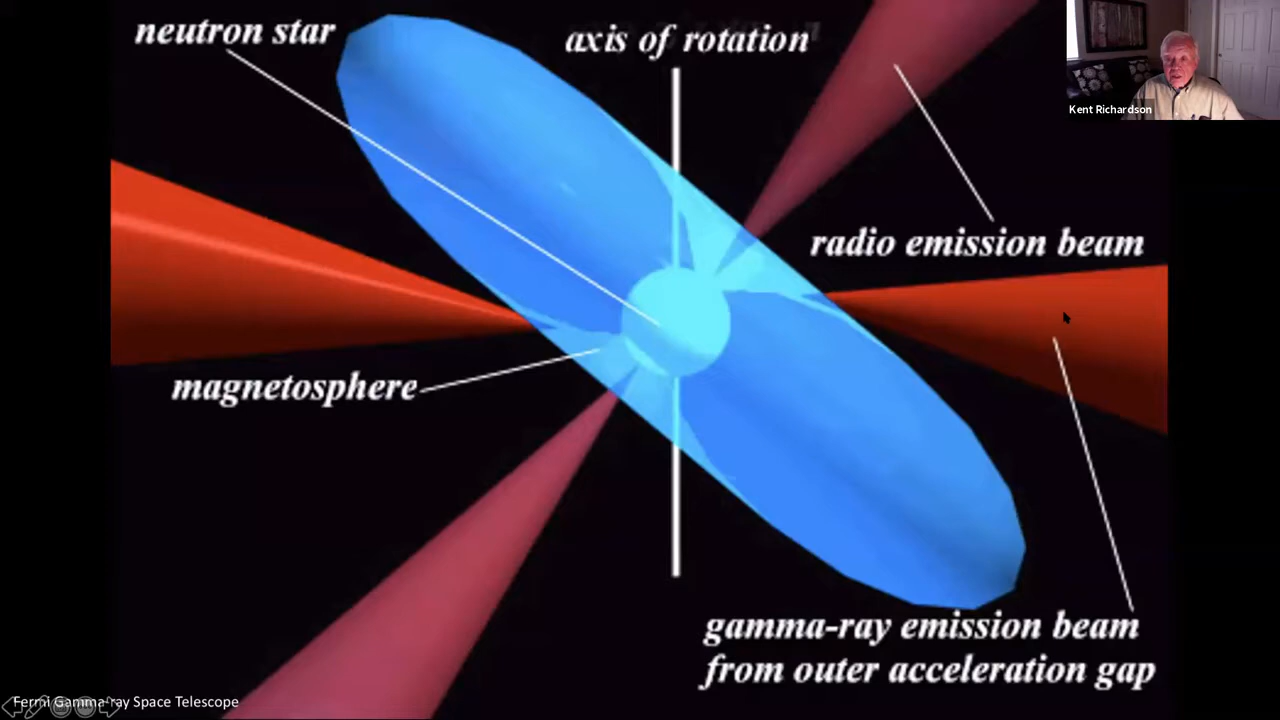 neutron star
axis of rotation
Kent Richardson
radio emission beam
magnetosphere
gamma-ray emission beam
from outer acceleration gap
Fermi Gamma-ray Space Telescope